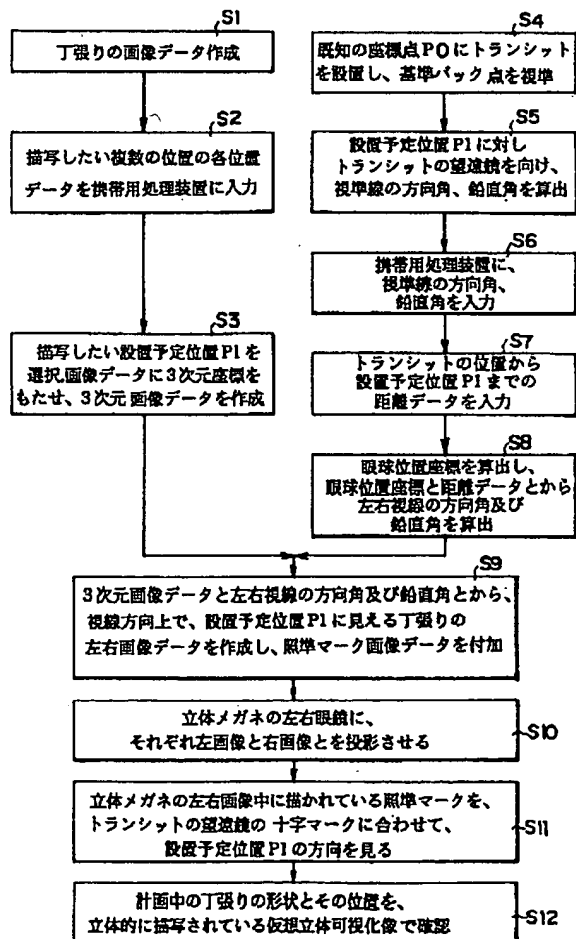 S1
丁張りの画像データ作成
S2
描写したい複数の位置の各位置
データを携帯用処理装置に入力
S3
描写したい設置予定位置P1を
選択,画像データに3次元座標を
もたせ、3次元画像データを作成
S4
既知の座標点P0にトランシット
を設置し、基準バック点を視準
S5
設置予定位置P1に対し
トランシットの望遠鏡を向け、
視準線の方向角、鉛直角を算出
S6
携帯用処理装置に、
視準線の方向角、
鉛直角を入力
S7
トランシットの位置から
設置予定位置P1までの
距離データを入力
S8
眼球位置座標を算出し、
眼球位置座標と距離データとから
左右視線の方向角及び
鉛直角を算出
S9
3次元画像データと左右視線の方向角及び鉛直角とから、
視線方向上で、設置予定位置P1に見える丁張りの
左右画像データを作成し、照準マーク画像データを付加
立体メガネの左右眼鏡に、
それぞれ左画像と右画像とを投影させる
S10
立体メガネの左右画像中に描かれている照準マークを、
トランシットの望遠鏡の十字マークに合わせて、
設置予定位置P1の方向を見る
S11
計画中の丁張りの形状とその位置を、
立体的に描写されている仮想立体可視化像で確認
S12